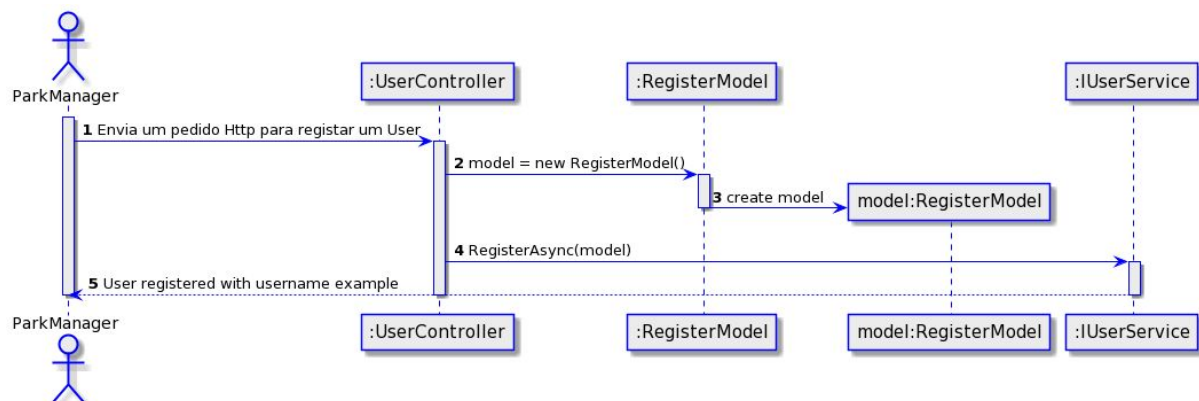 ParkManager
:UserController
:RegisterModel
:IUserService
1 Envia um pedido Http para registar um User
2 model = new RegisterModel()
3 create model
model:RegisterModel
4 RegisterAsync(model)
5 User registered with username example
ParkManager
:UserController
:RegisterModel
model:RegisterModel
:IUserService